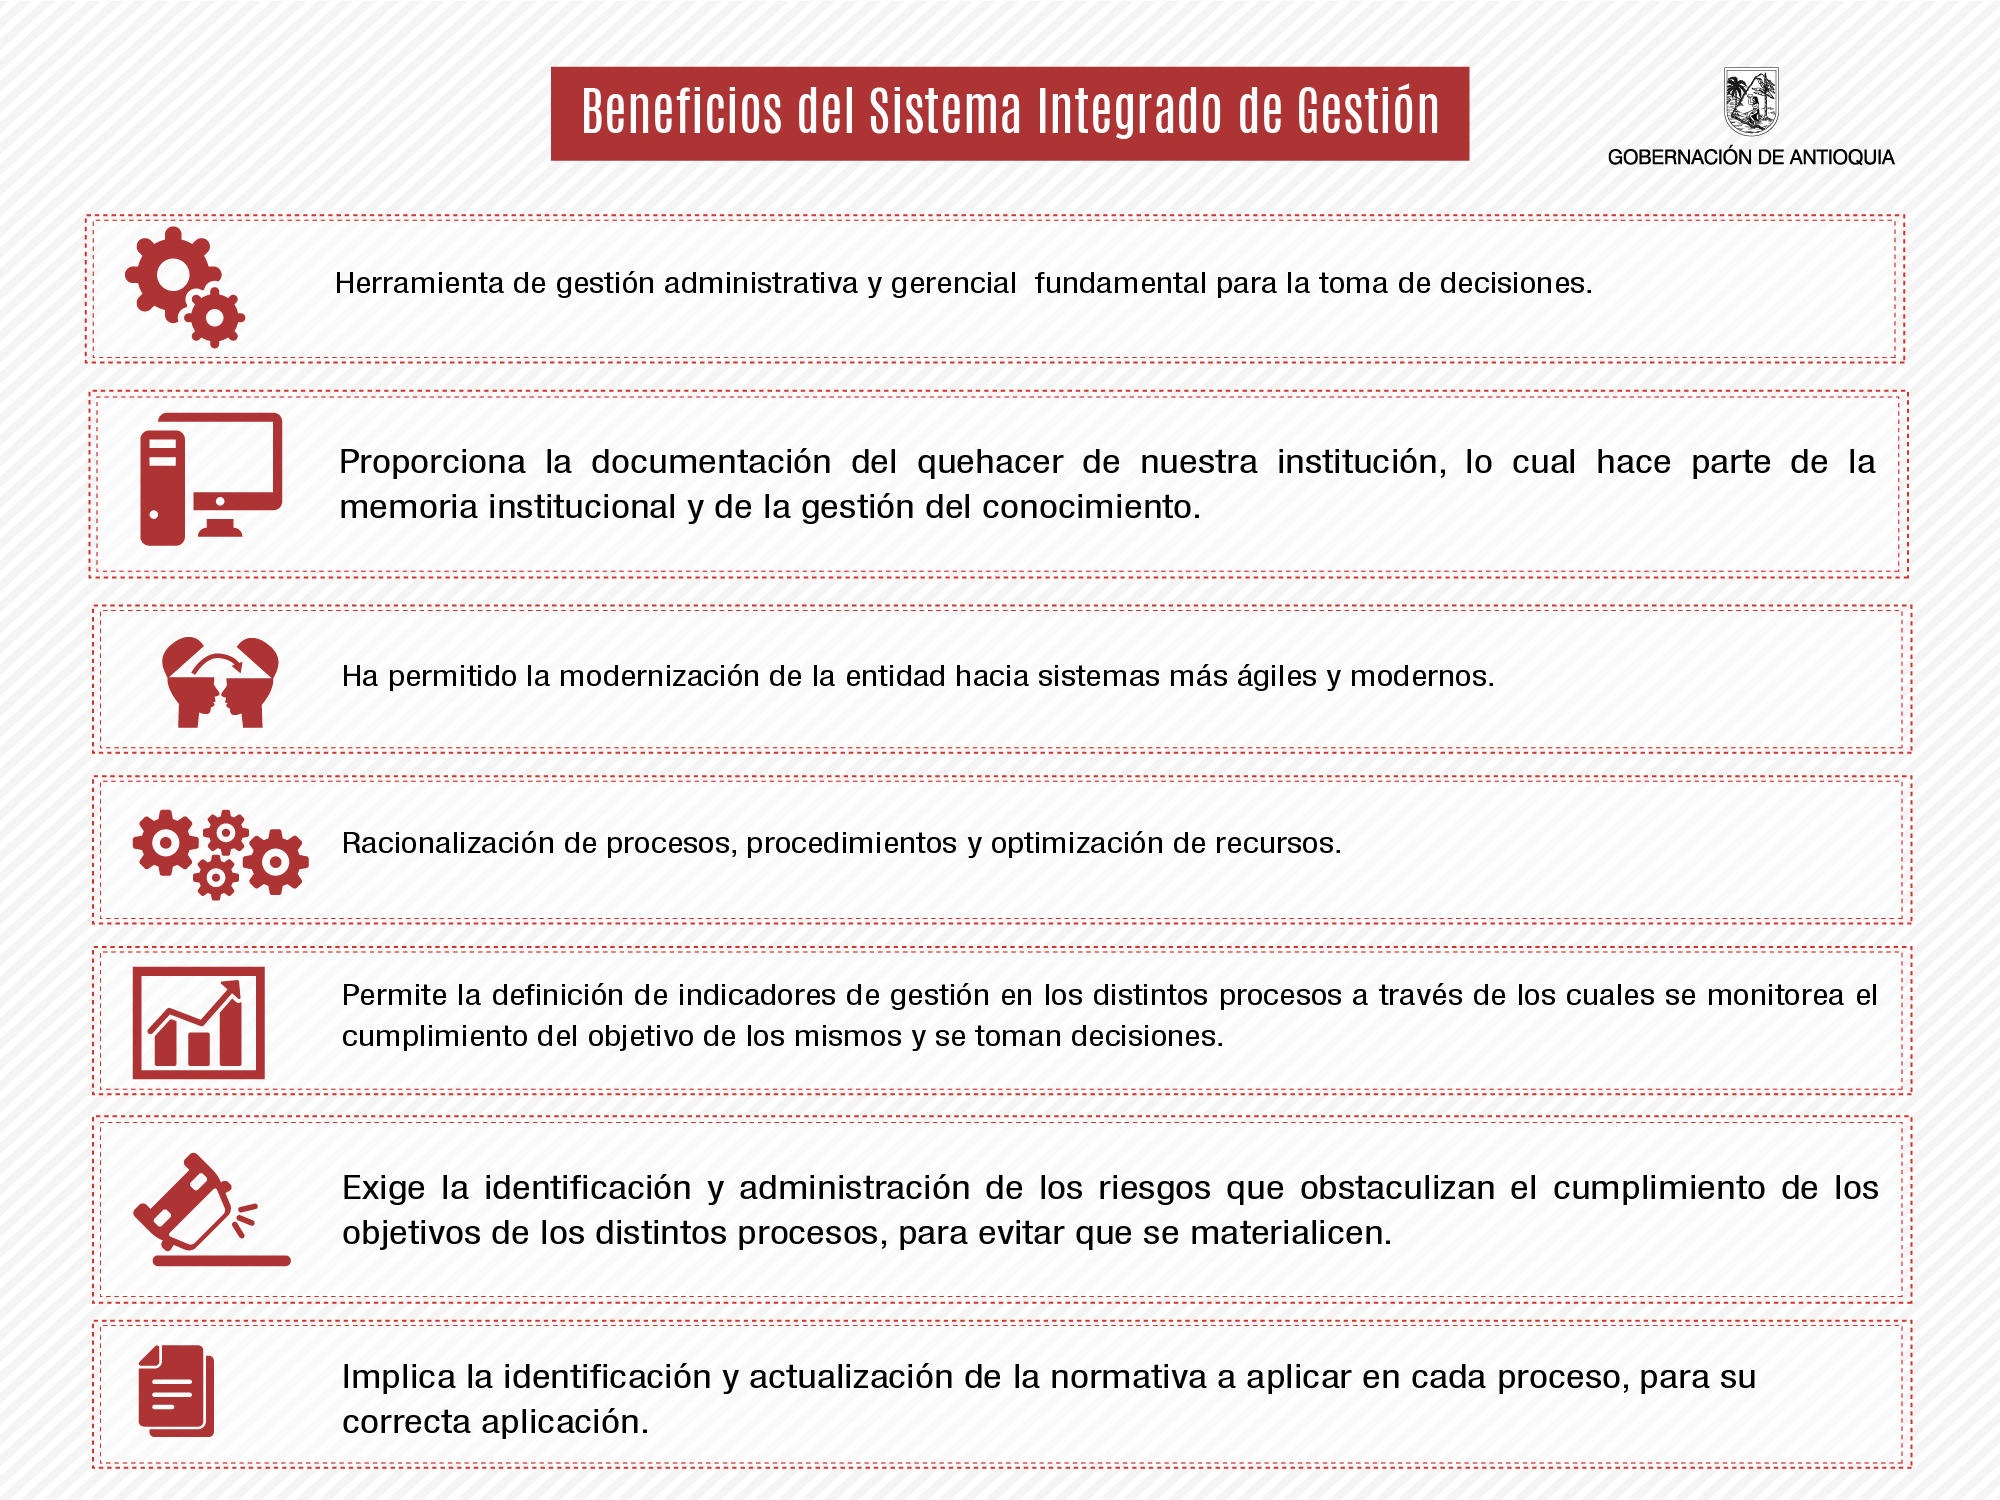 Beneficios del Sistema Integrado de Gestión
GOBERNACIÓN DE ANTIOQUIA
Herramienta de gestión administrativa y gerencial  fundamental para la toma de decisiones.
Proporciona la documentación del quehacer de nuestra institución, lo cual hace parte de la
memoria institucional y de la gestión del conocimiento.
Ha permitido la modernización de la entidad hacia sistemas más ágiles y modernos.
Racionalización de procesos, procedimientos y optimización de recursos.
Permite la definición de indicadores de gestión en los distintos procesos a través de los cuales se monitorea el
cumplimiento del objetivo de los mismos y se toman decisiones.
Exige la identificación y administración de los riesgos que obstaculizan el cumplimiento de los
objetivos de los distintos procesos, para evitar que se materialicen.
Implica la identificación y actualización de la normativa a aplicar en cada proceso, para su
correcta aplicación.